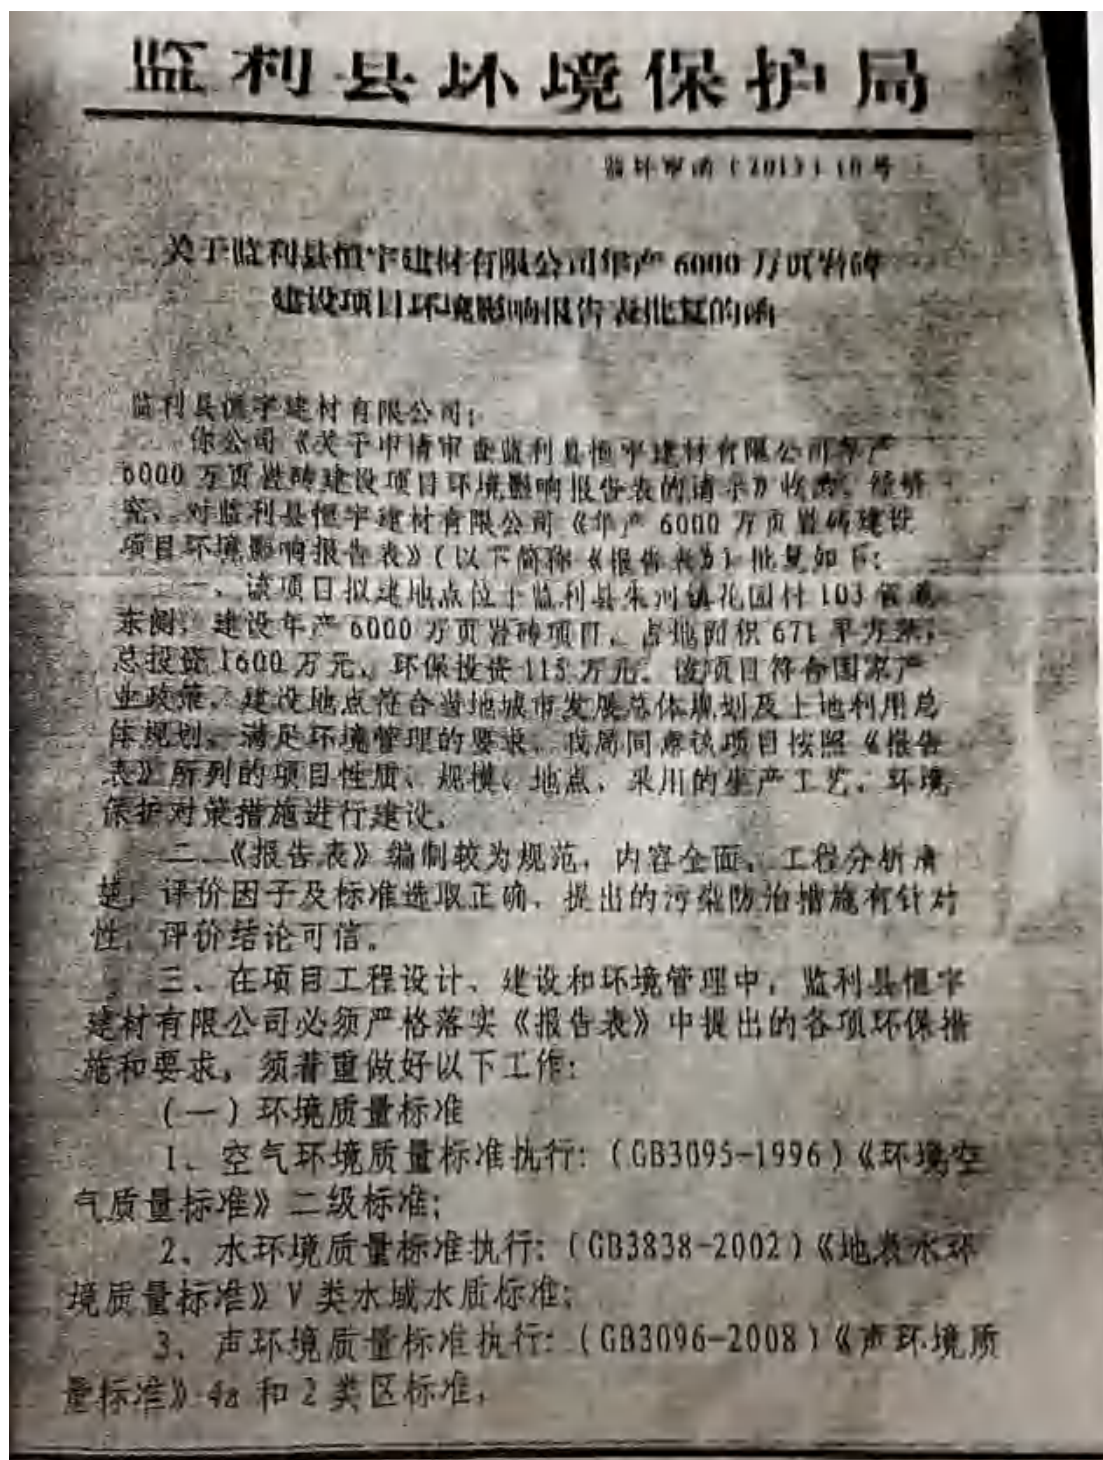 监利县环境保护局
监环审函（2013）10号
关于监利县恒宇建材有限公司年产6000万页岩砖
建设项目环境影响报告表批复的函
监利县恒宇建材有限公司：
你公司《关于申请审查监利县恒宇建材有限公司年产
6000万页岩砖建设项目环境影响报告表的请示》收悉。经研
究，对监利县恒宇建材有限公司《年产6000万页岩砖建设
项目环境影响报告表》（以下简称《报告表》）批复如下：
一、该项目拟建地点位于监利县朱河镇花园村103省道
东侧，建设年产6000万页岩砖项目，占地面积671平方米，
总投资1600万元，环保投资115万元。该项目符合国家产
业政策，建设地点符合当地城市发展总体规划及土地利用总
体规划，满足环境管理的要求。我局同意该项目按照《报告
表》所列的项目性质、规模、地点、采用的生产工艺、环境
保护对策措施进行建设。
二、《报告表》编制较为规范，内容全面，工程分析清
楚，评价因子及标准选取正确，提出的污染防治措施有针对
性，评价结论可信。
三、在项目工程设计、建设和环境管理中，监利县恒宇
建材有限公司必须严格落实《报告表》中提出的各项环保措
施和要求，须着重做好以下工作：
（一）环境质量标准
1、空气环境质量标准执行：（GB3095-1996）《环境空
气质量标准》二级标准；
2、水环境质量标准执行：（GB3838-2002）《地表水环
境质量标准》V类水域水质标准；
3、声环境质量标准执行：（GB3096-2008）《声环境质
量标准》4a和2类区标准。